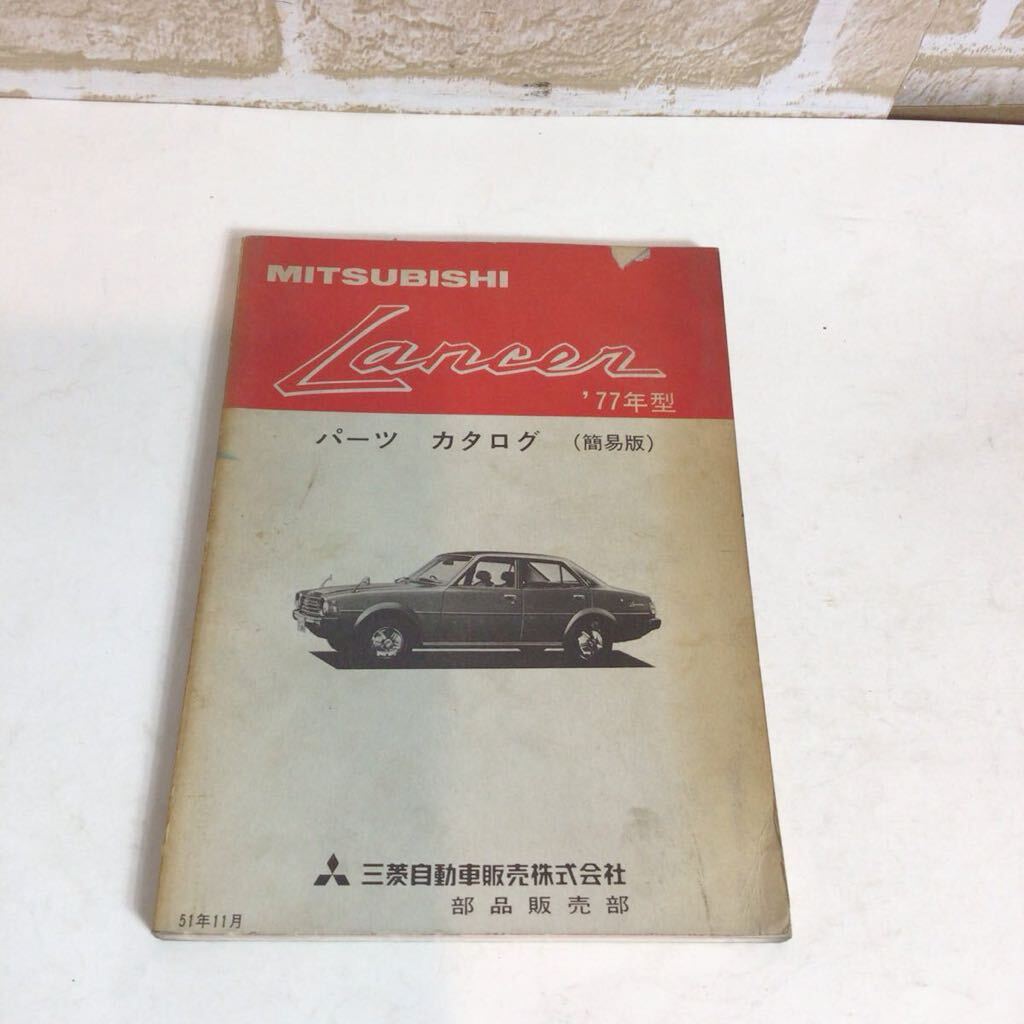 MITSUBISHI
Lancer
'77年型
パーツ カタログ (簡易版)
三菱自動車販売株式会社
部品販売部
51年11月